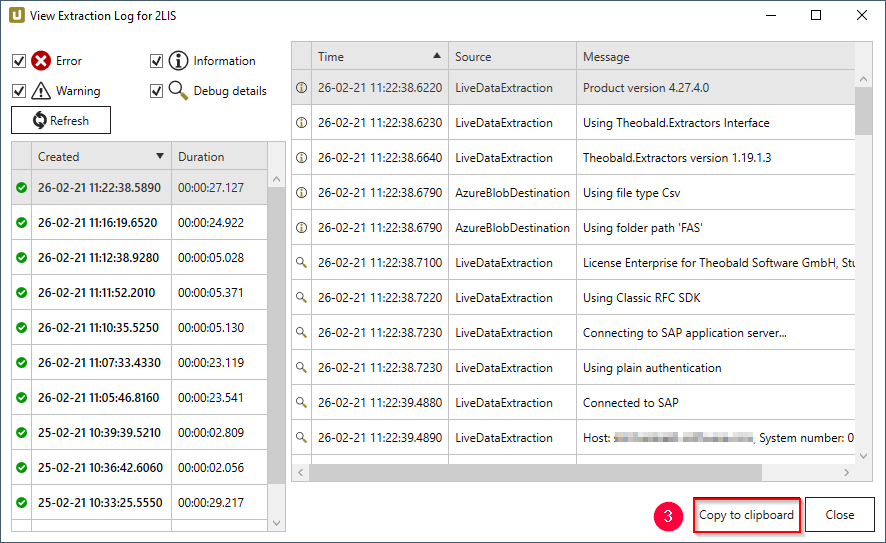 View Extraction Log for 2LIS
Error
Information
Warning
Debug details
Refresh
Created Duration
26-02-21 11:22:38.5890 00:00:27.127
26-02-21 11:16:19.6520 00:00:24.922
26-02-21 11:12:38.9280 00:00:05.028
26-02-21 11:11:52.2010 00:00:05.371
26-02-21 11:10:35.5250 00:00:05.130
26-02-21 11:07:33.4330 00:00:23.119
26-02-21 11:05:46.8160 00:00:23.541
25-02-21 10:39:39.5210 00:00:02.809
25-02-21 10:36:42.6060 00:00:02.056
25-02-21 10:33:25.5550 00:00:29.217
Time Source Message
26-02-21 11:22:38.6220 LiveDataExtraction Product version 4.27.4.0
26-02-21 11:22:38.6230 LiveDataExtraction Using Theobald.Extractors Interface
26-02-21 11:22:38.6640 LiveDataExtraction Theobald.Extractors version 1.19.1.3
26-02-21 11:22:38.6790 AzureBlobDestination Using file type Csv
26-02-21 11:22:38.6790 AzureBlobDestination Using folder path 'FAS'
26-02-21 11:22:38.7100 LiveDataExtraction License Enterprise for Theobald Software GmbH, Stu
26-02-21 11:22:38.7220 LiveDataExtraction Using Classic RFC SDK
26-02-21 11:22:38.7230 LiveDataExtraction Connecting to SAP application server...
26-02-21 11:22:38.7230 LiveDataExtraction Using plain authentication
26-02-21 11:22:39.4880 LiveDataExtraction Connected to SAP
26-02-21 11:22:39.4890 LiveDataExtraction Host: , System number: 0
3
Copy to clipboard
Close